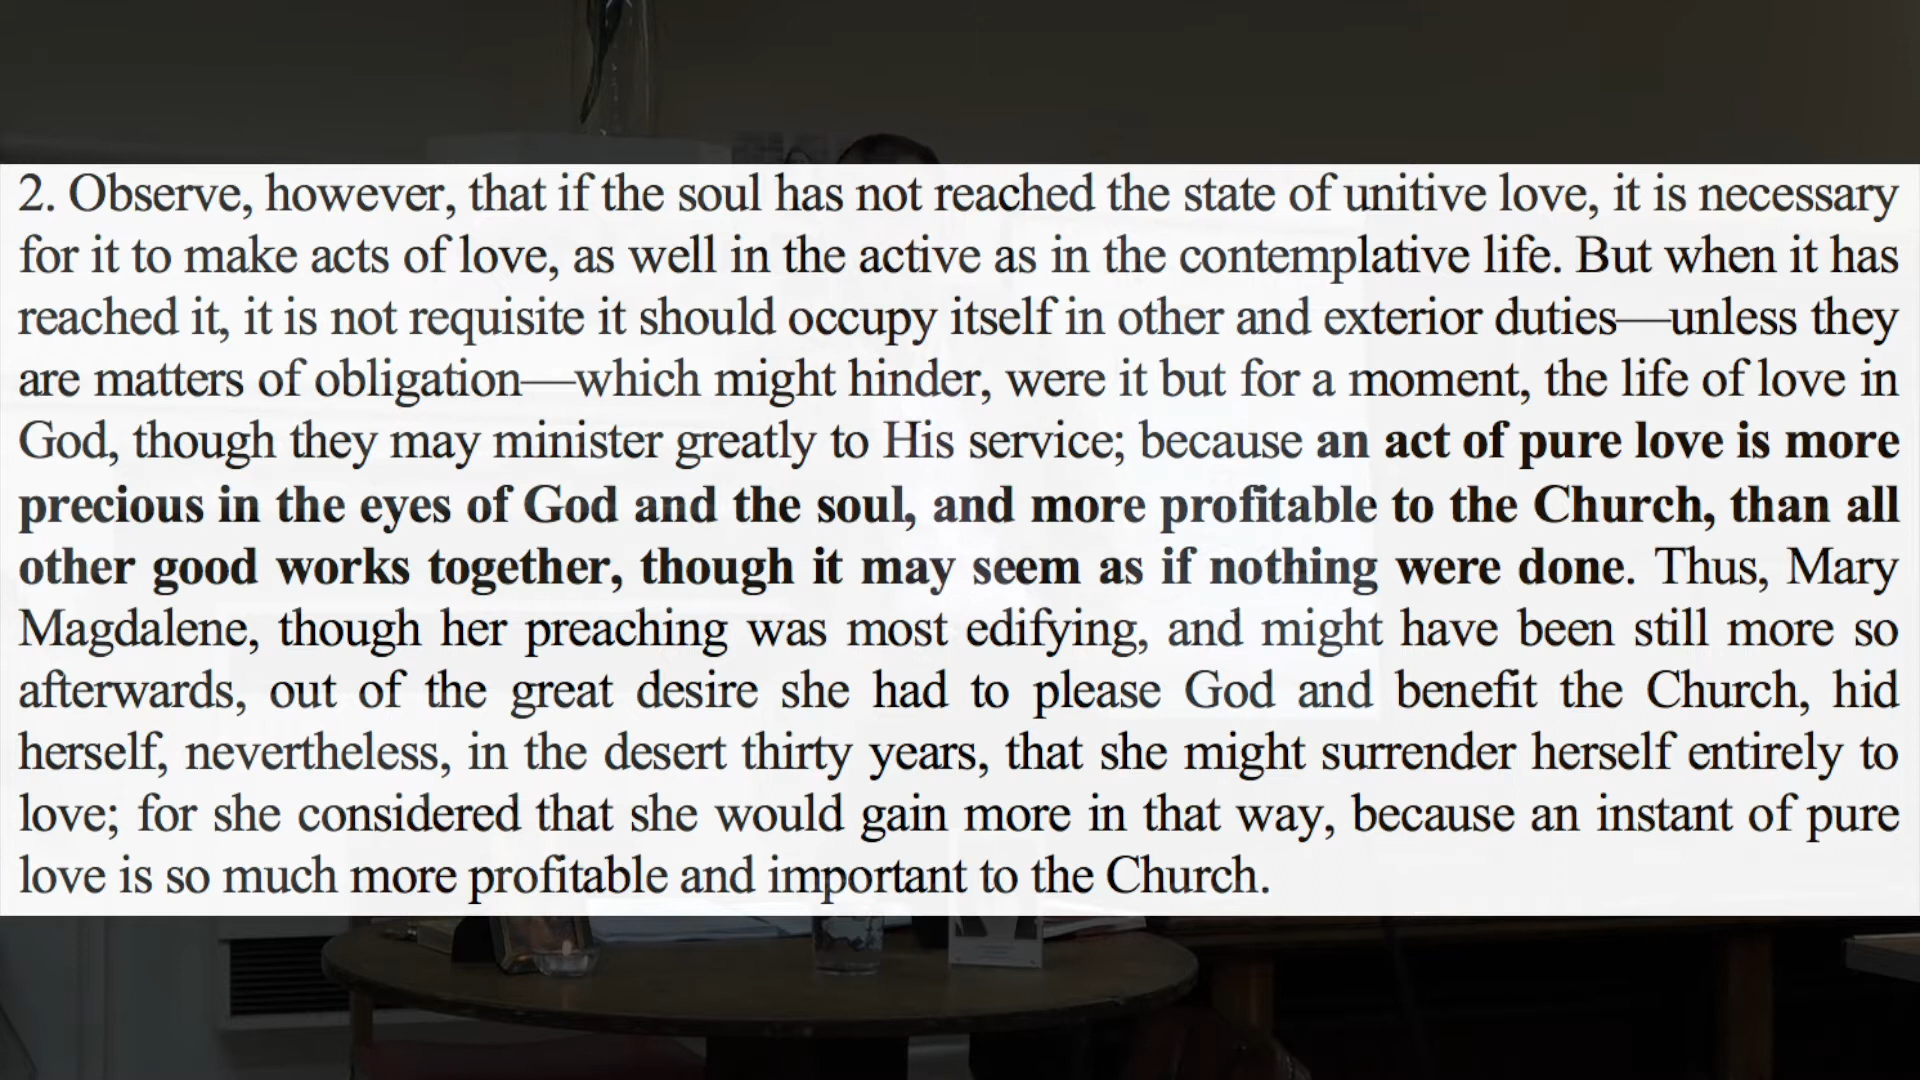 2. Observe, however, that if the soul has not reached the state of unitive love, it is necessary
for it to make acts of love, as well in the active as in the contemplative life. But when it has
reached it, it is not requisite it should occupy itself in other and exterior duties—unless they
are matters of obligation—which might hinder, were it but for a moment, the life of love in
God, though they may minister greatly to His service; because an act of pure love is more
precious in the eyes of God and the soul, and more profitable to the Church, than all
other good works together, though it may seem as if nothing were done. Thus, Mary
Magdalene, though her preaching was most edifying, and might have been still more so
afterwards, out of the great desire she had to please God and benefit the Church, hid
herself, nevertheless, in the desert thirty years, that she might surrender herself entirely to
love; for she considered that she would gain more in that way, because an instant of pure
love is so much more profitable and important to the Church.